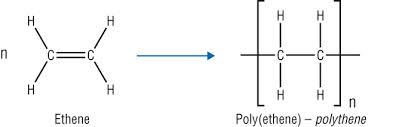 H H H H
n C C C C
H H H H n
Ethene Poly(ethene) – polythene